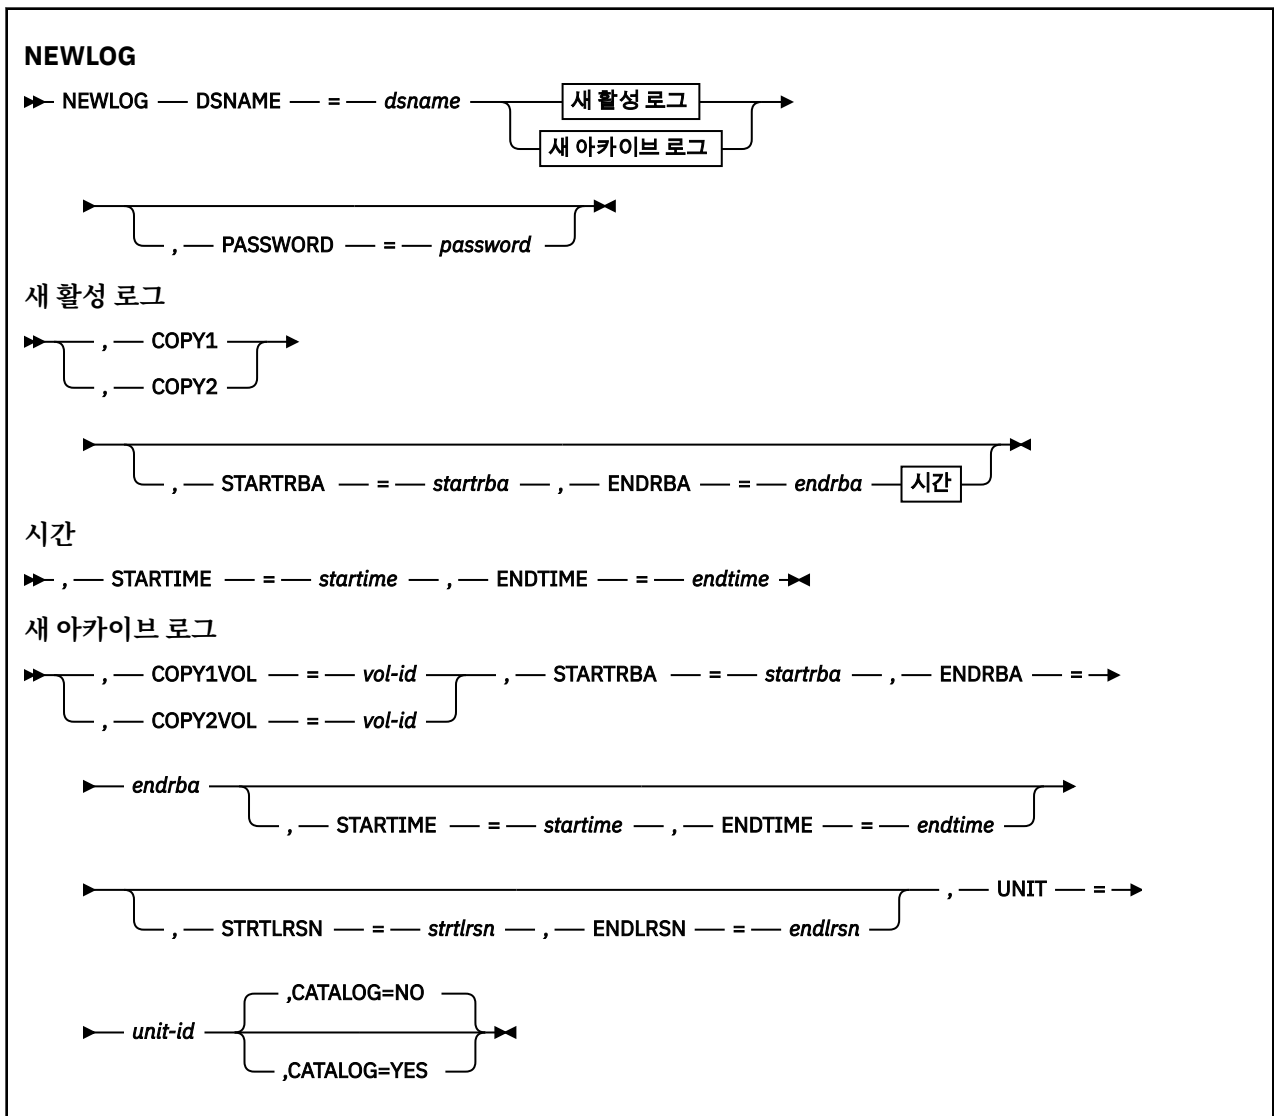 NEWLOG
NEWLOG DSNAME = dsname 새 활성 로그
새 아카이브 로그
, PASSWORD = password
새 활성 로그
, COPY1
, COPY2
, STARTRBA = startrba , ENDRBA = endrba 시간
시간
, STARTIME = startime , ENDTIME = endtime
새 아카이브 로그
, COPY1VOL = vol-id , STARTRBA = startrba , ENDRBA =
, COPY2VOL = vol-id
endrba
, STARTIME = startime , ENDTIME = endtime
, UNIT =
, STRTLRSN = strtlrsn , ENDLRSN = endlrsn
,CATALOG=NO
unit-id
,CATALOG=YES